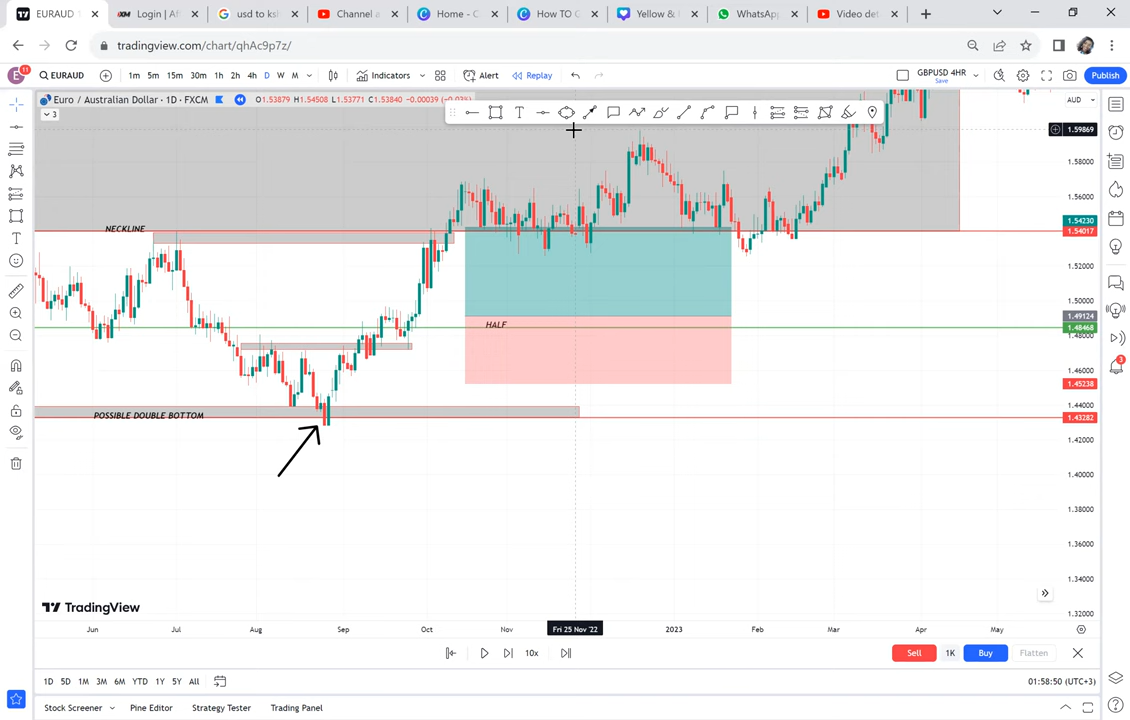 EURAUD T
Login | Af
usd to ksh
Channel a
Home - C
How TO G
Yellow &
WhatsApp
Video det
tradingview.com/chart/qhAc9p7z/
E 11 EURAUD 1m 5m 15m 30m 1h 2h 4h D W M Indicators Alert Replay GBPUSD 4HR Save Publish
Euro / Australian Dollar · 1D · FXCM O1.53879 H1.54508 L1.53771 C1.53840 -0.00039 (-0.03%)
AUD
3
1.59869
1.58000
1.56000
1.54230
NECKLINE
1.54017
1.52000
1.50000
1.49124
HALF
1.48468
1.48000
1.46000
1.45238
1.44000
POSSIBLE DOUBLE BOTTOM
1.43282
1.42000
1.40000
1.38000
1.36000
1.34000
TradingView
1.32000
Jun Jul Aug Sep Oct Nov Fri 25 Nov '22 2023 Feb Mar Apr May
10x Sell 1K Buy Flatten
1D 5D 1M 3M 6M YTD 1Y 5Y All 01:58:50 (UTC+3)
Stock Screener Pine Editor Strategy Tester Trading Panel
3